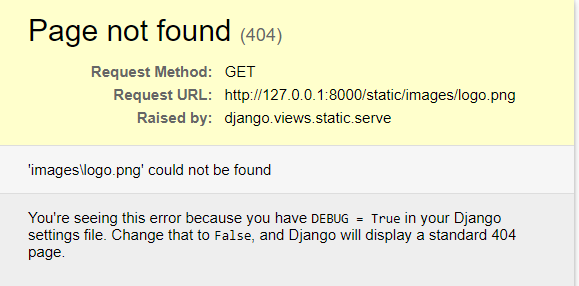 Page not found (404)
Request Method: GET
Request URL: http://127.0.0.1:8000/static/images/logo.png
Raised by: django.views.static.serve
'images\logo.png' could not be found
You're seeing this error because you have DEBUG = True in your Django
settings file. Change that to False, and Django will display a standard 404
page.